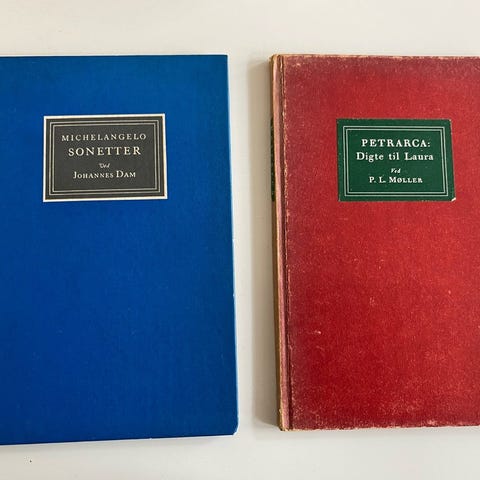 MICHELANGELO
SONETTER
Ved
JOHANNES DAM
PETRARCA:
Digte til Laura
Ved
P. L. MØLLER